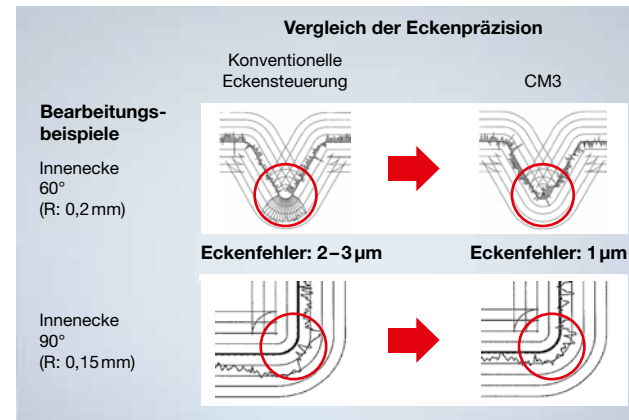 Vergleich der Eckenpräzision
Konventionelle
Eckensteuerung
CM3
Bearbeitungs-
beispiele
Innenecke
60°
(R: 0,2 mm)
Eckenfehler: 2–3 µm
Eckenfehler: 1 µm
Innenecke
90°
(R: 0,15 mm)